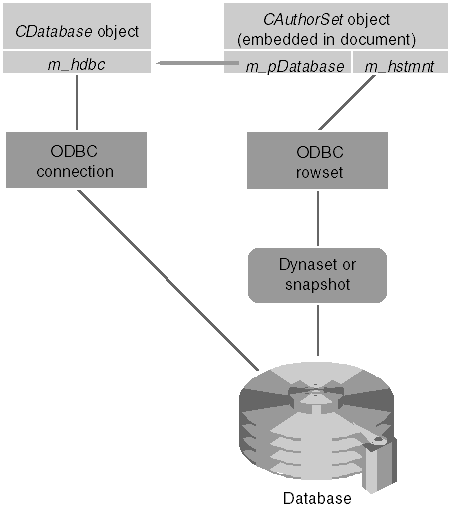 CDatabase object
CAuthorSet object
(embedded in document)
m_hdbc
m_pDatabase
m_hstmnt
ODBC
connection
ODBC
rowset
Dynaset or
snapshot
Database